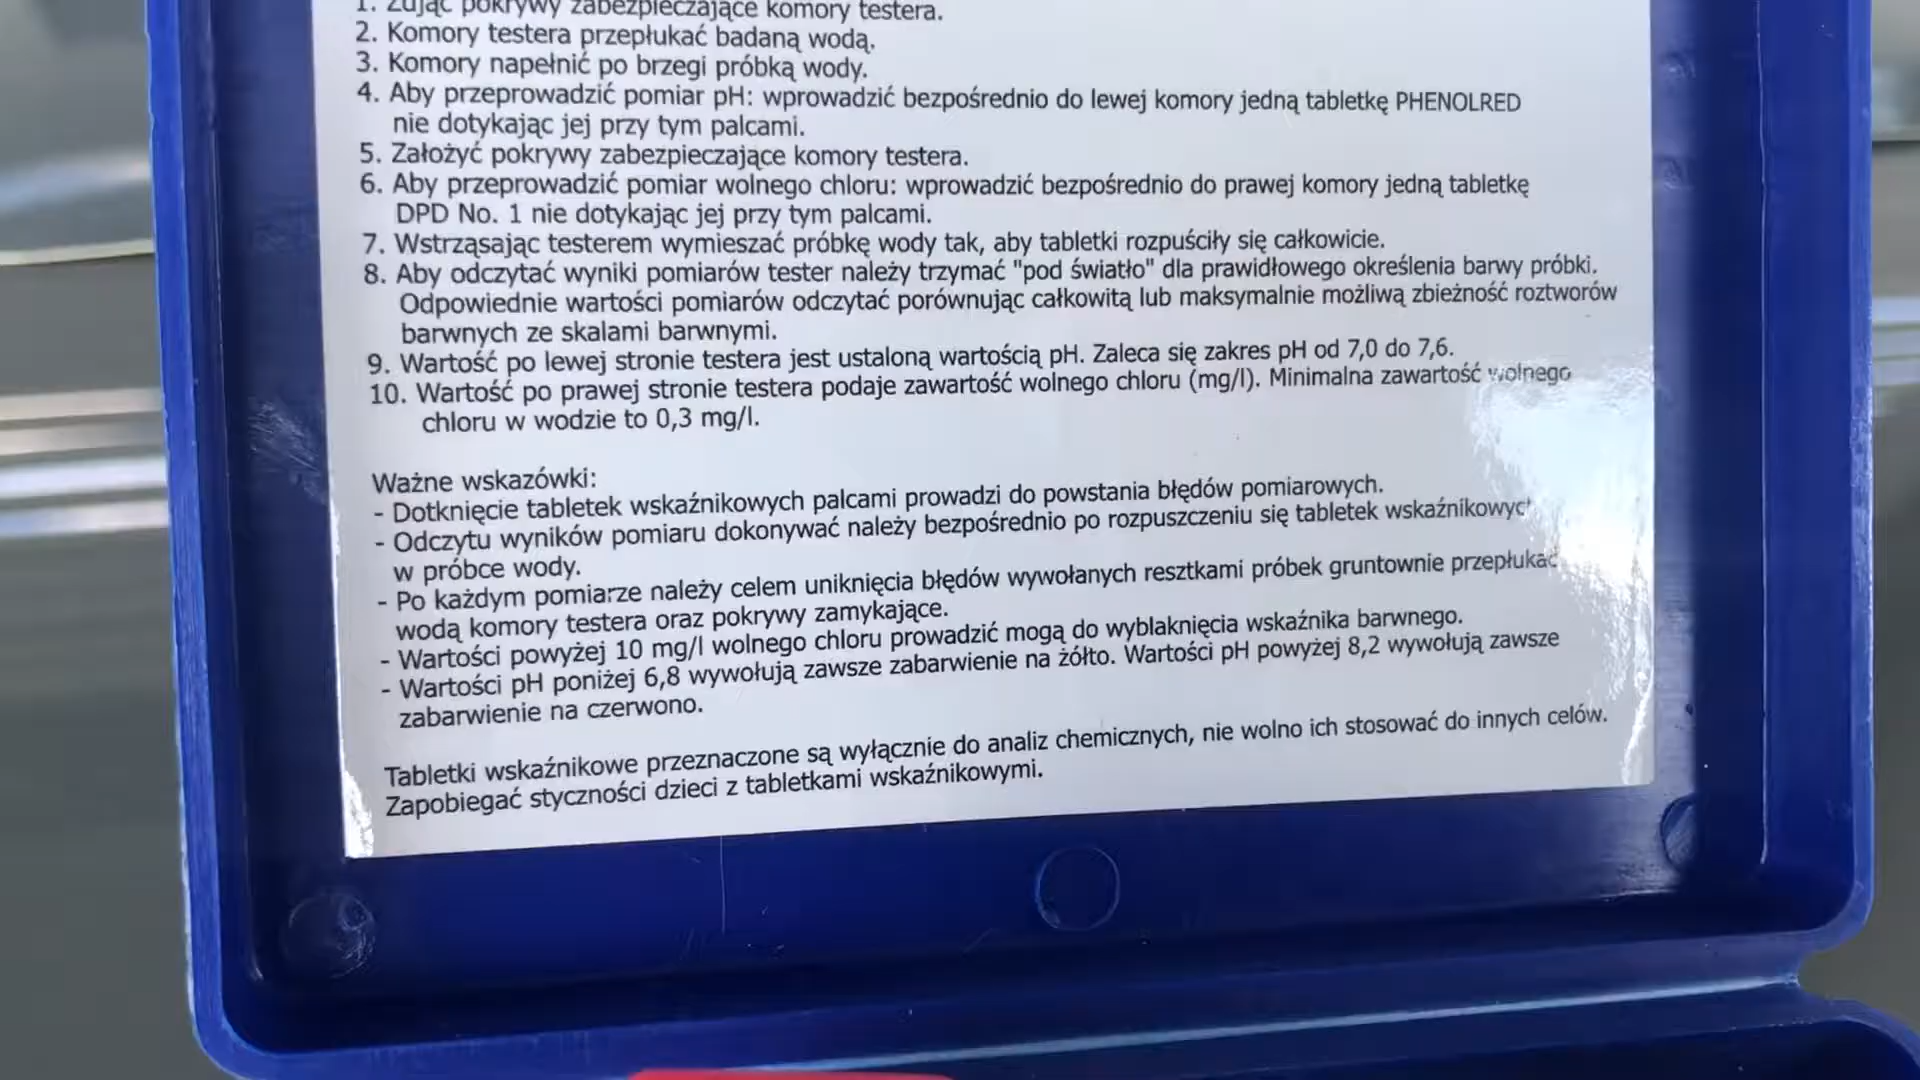 1. Zdjąć pokrywy zabezpieczające komory testera.
2. Komory testera przepłukać badaną wodą.
3. Komory napełnić po brzegi próbką wody.
4. Aby przeprowadzić pomiar pH: wprowadzić bezpośrednio do lewej komory jedną tabletkę PHENOLRED
nie dotykając jej przy tym palcami.
5. Założyć pokrywy zabezpieczające komory testera.
6. Aby przeprowadzić pomiar wolnego chloru: wprowadzić bezpośrednio do prawej komory jedną tabletkę
DPD No. 1 nie dotykając jej przy tym palcami.
7. Wstrząsając testerem wymieszać próbkę wody tak, aby tabletki rozpuściły się całkowicie.
8. Aby odczytać wyniki pomiarów tester należy trzymać "pod światło" dla prawidłowego określenia barwy próbki.
Odpowiednie wartości pomiarów odczytać porównując całkowitą lub maksymalnie możliwą zbieżność roztworów
barwnych ze skalami barwnymi.
9. Wartość po lewej stronie testera jest ustaloną wartością pH. Zaleca się zakres pH od 7,0 do 7,6.
10. Wartość po prawej stronie testera podaje zawartość wolnego chloru (mg/l). Minimalna zawartość wolnego
chloru w wodzie to 0,3 mg/l.
Ważne wskazówki:
- Dotknięcie tabletek wskaźnikowych palcami prowadzi do powstania błędów pomiarowych.
- Odczytu wyników pomiaru dokonywać należy bezpośrednio po rozpuszczeniu się tabletek wskaźnikowych
w próbce wody.
- Po każdym pomiarze należy celem uniknięcia błędów wywołanych resztkami próbek gruntownie przepłukać
wodą komory testera oraz pokrywy zamykające.
- Wartości powyżej 10 mg/l wolnego chloru prowadzić mogą do wyblaknięcia wskaźnika barwnego.
- Wartości pH poniżej 6,8 wywołują zawsze zabarwienie na żółto. Wartości pH powyżej 8,2 wywołują zawsze
zabarwienie na czerwono.
Tabletki wskaźnikowe przeznaczone są wyłącznie do analiz chemicznych, nie wolno ich stosować do innych celów.
Zapobiegać styczności dzieci z tabletkami wskaźnikowymi.